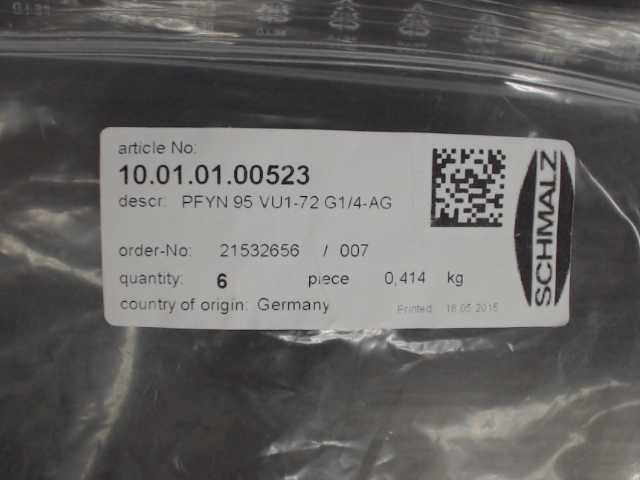 article No:
10.01.01.00523
descr: PFYN 95 VU1-72 G1/4-AG
order-No: 21532656 / 007
quantity: 6 piece 0,414 kg
country of origin: Germany
Printed: 18.05.2015
SCHMALZ